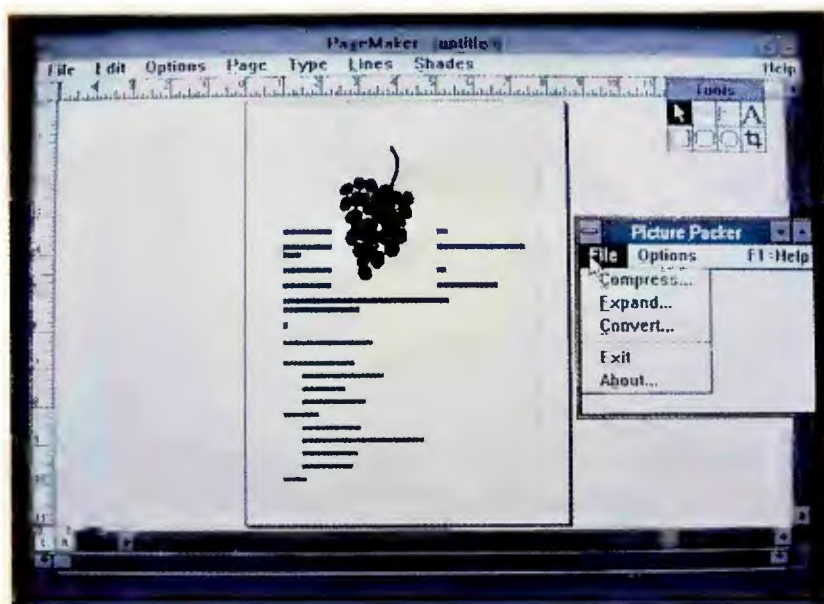 PageMaker (untitled)
File Edit Options Page Type Lines Shades Help
Tools
A
Picture Packer
File Options F1=Help
Compress...
Expand...
Convert...
Exit
About...